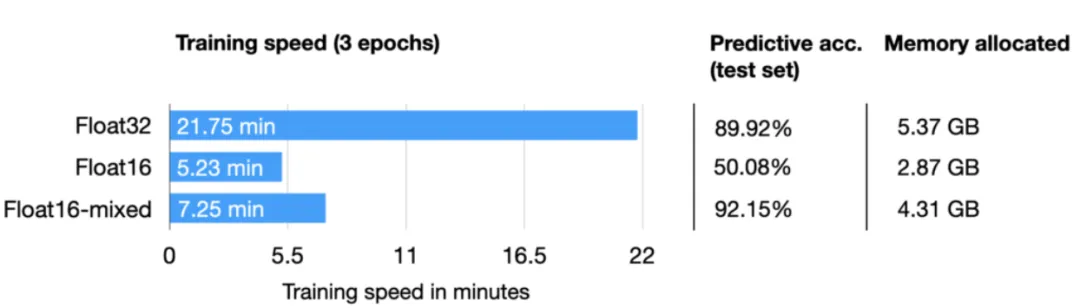 Training speed (3 epochs)
Predictive acc.
(test set)
Memory allocated
Float32 21.75 min 89.92% 5.37 GB
Float16 5.23 min 50.08% 2.87 GB
Float16-mixed 7.25 min 92.15% 4.31 GB
0 5.5 11 16.5 22
Training speed in minutes